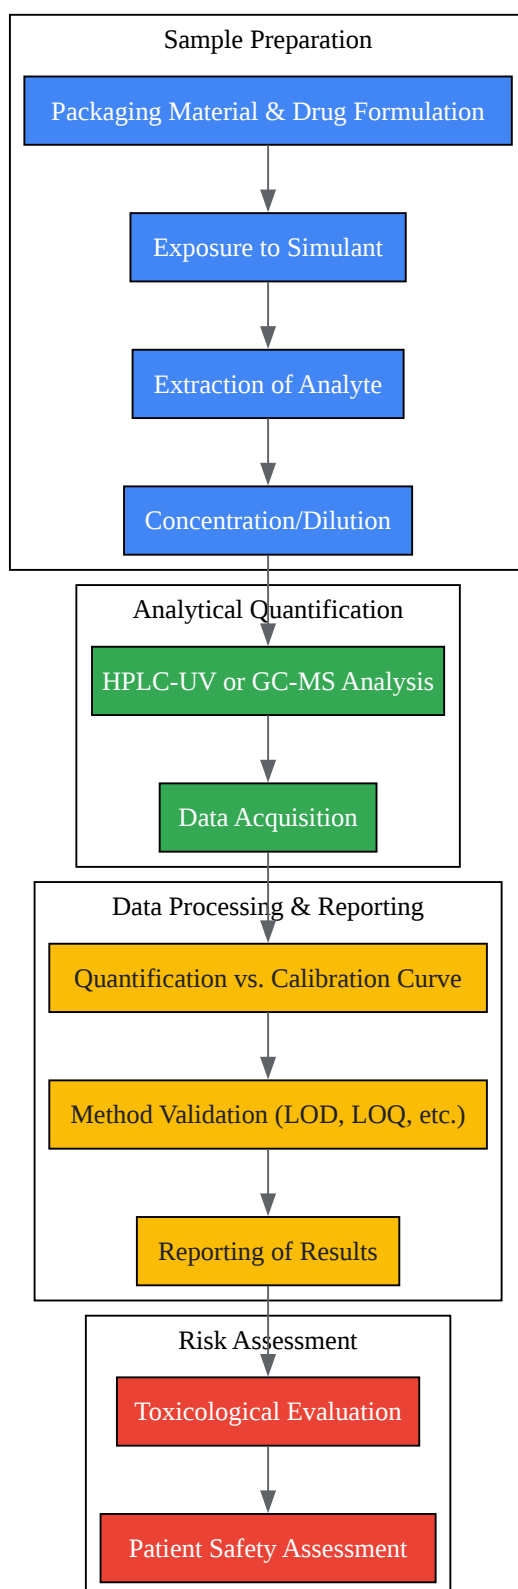 Sample Preparation
Packaging Material & Drug Formulation
Exposure to Simulant
Extraction of Analyte
Concentration/Dilution
Analytical Quantification
HPLC-UV or GC-MS Analysis
Data Acquisition
Data Processing & Reporting
Quantification vs. Calibration Curve
Method Validation (LOD, LOQ, etc.)
Reporting of Results
Risk Assessment
Toxicological Evaluation
Patient Safety Assessment